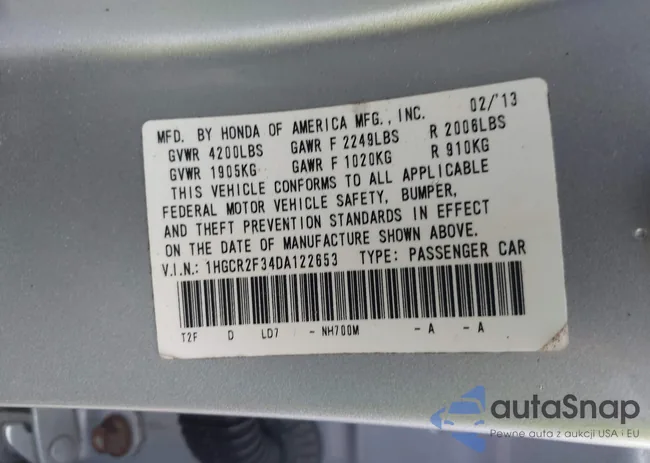 MFD. BY HONDA OF AMERICA MFG., INC. 02/'13
GVWR 4200LBS GAWR F 2249LBS R 2006LBS
GVWR 1905KG GAWR F 1020KG R 910KG
THIS VEHICLE CONFORMS TO ALL APPLICABLE
FEDERAL MOTOR VEHICLE SAFETY, BUMPER,
AND THEFT PREVENTION STANDARDS IN EFFECT
ON THE DATE OF MANUFACTURE SHOWN ABOVE.
V.I.N.: 1HGCR2F34DA122653 TYPE: PASSENGER CAR
T2F D LD7 - NH700M - A - A
autaSnap
Pewne auta z aukcji USA i EU